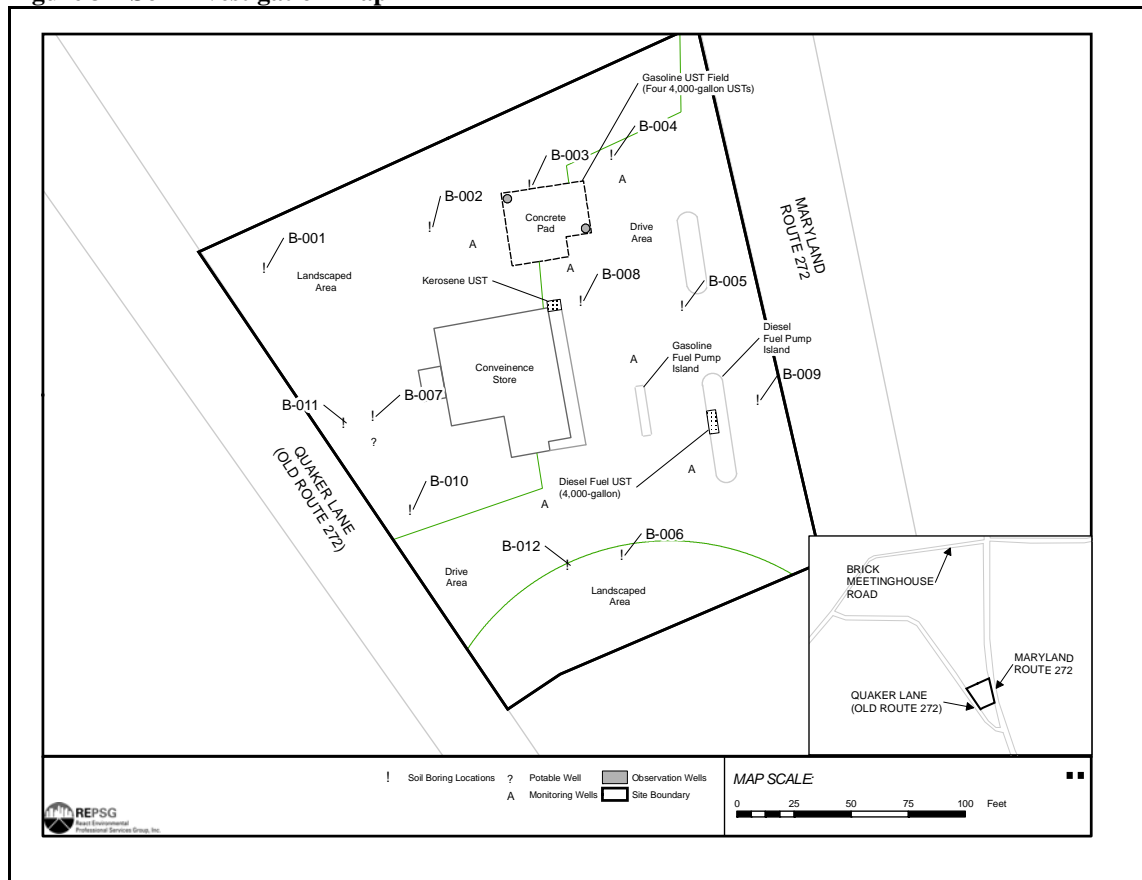 Gasoline UST Field
(Four 4,000-gallon USTs)
B-004
B-003
A
B-002
Concrete
Pad
Drive
Area
MARYLAND
ROUTE 272
B-001
A
Landscaped
Area
A
B-008
Kerosene UST
B-005
Diesel
Fuel Pump
Island
Gasoline
Fuel Pump
Island
A
Conveinence
Store
B-009
B-007
B-011
?
QUAKER LANE
(OLD ROUTE 272)
A
B-010
Diesel Fuel UST
(4,000-gallon)
A
B-012
B-006
Drive
Area
Landscaped
Area
BRICK
MEETINGHOUSE
ROAD
MARYLAND
ROUTE 272
QUAKER LANE
(OLD ROUTE 272)
! Soil Boring Locations
? Potable Well
Observation Wells
A Monitoring Wells
Site Boundary
MAP SCALE:
0 25 50 75 100 Feet
REPSG
React Environmental
Professional Services Group, Inc.